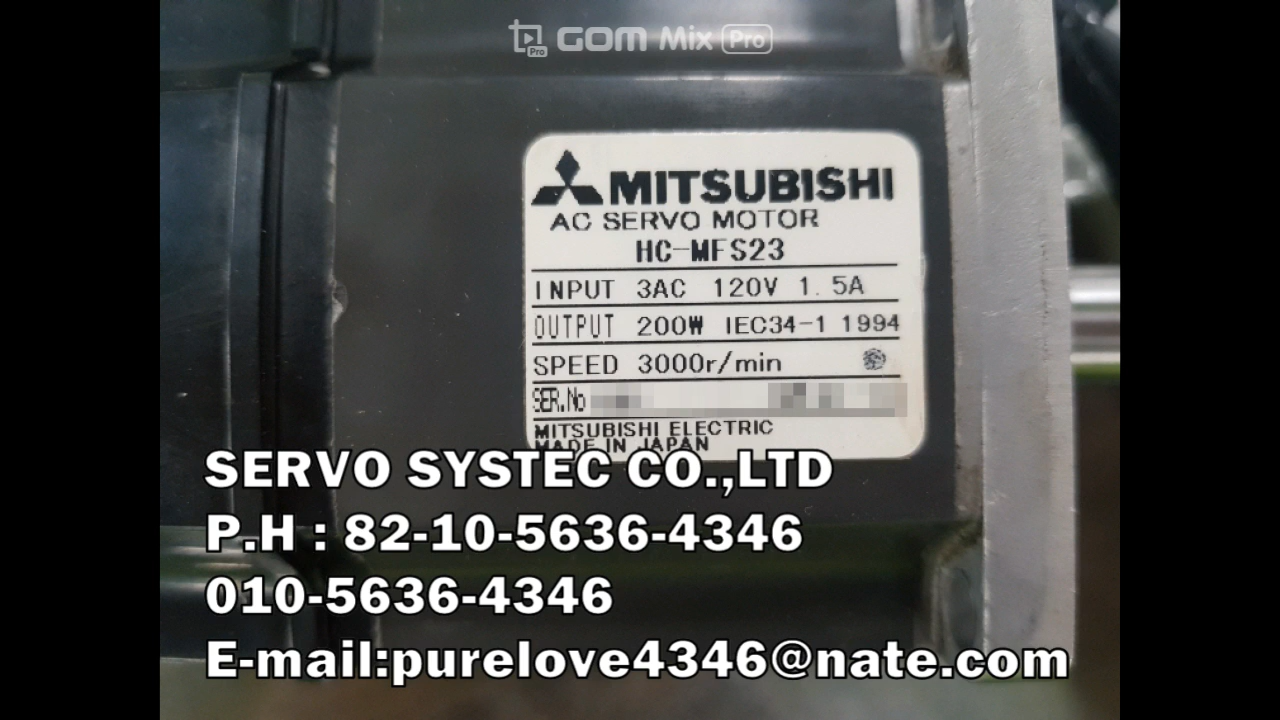 GOM Mix Pro
Pro
MITSUBISHI
AC SERVO MOTOR
HC-MFS23
INPUT 3AC 120V 1.5A
OUTPUT 200W IEC34-1 1994
SPEED 3000r/min
SER.No
MITSUBISHI ELECTRIC
MADE IN JAPAN
SERVO SYSTEC CO.,LTD
P.H : 82-10-5636-4346
010-5636-4346
E-mail:purelove4346@nate.com